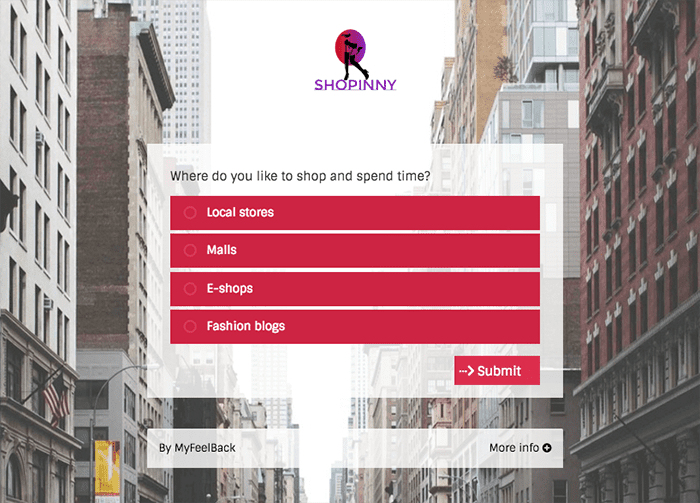 SHOPINNY
Where do you like to shop and spend time?
Local stores
Malls
E-shops
Fashion blogs
Submit
By MyFeelBack
More info